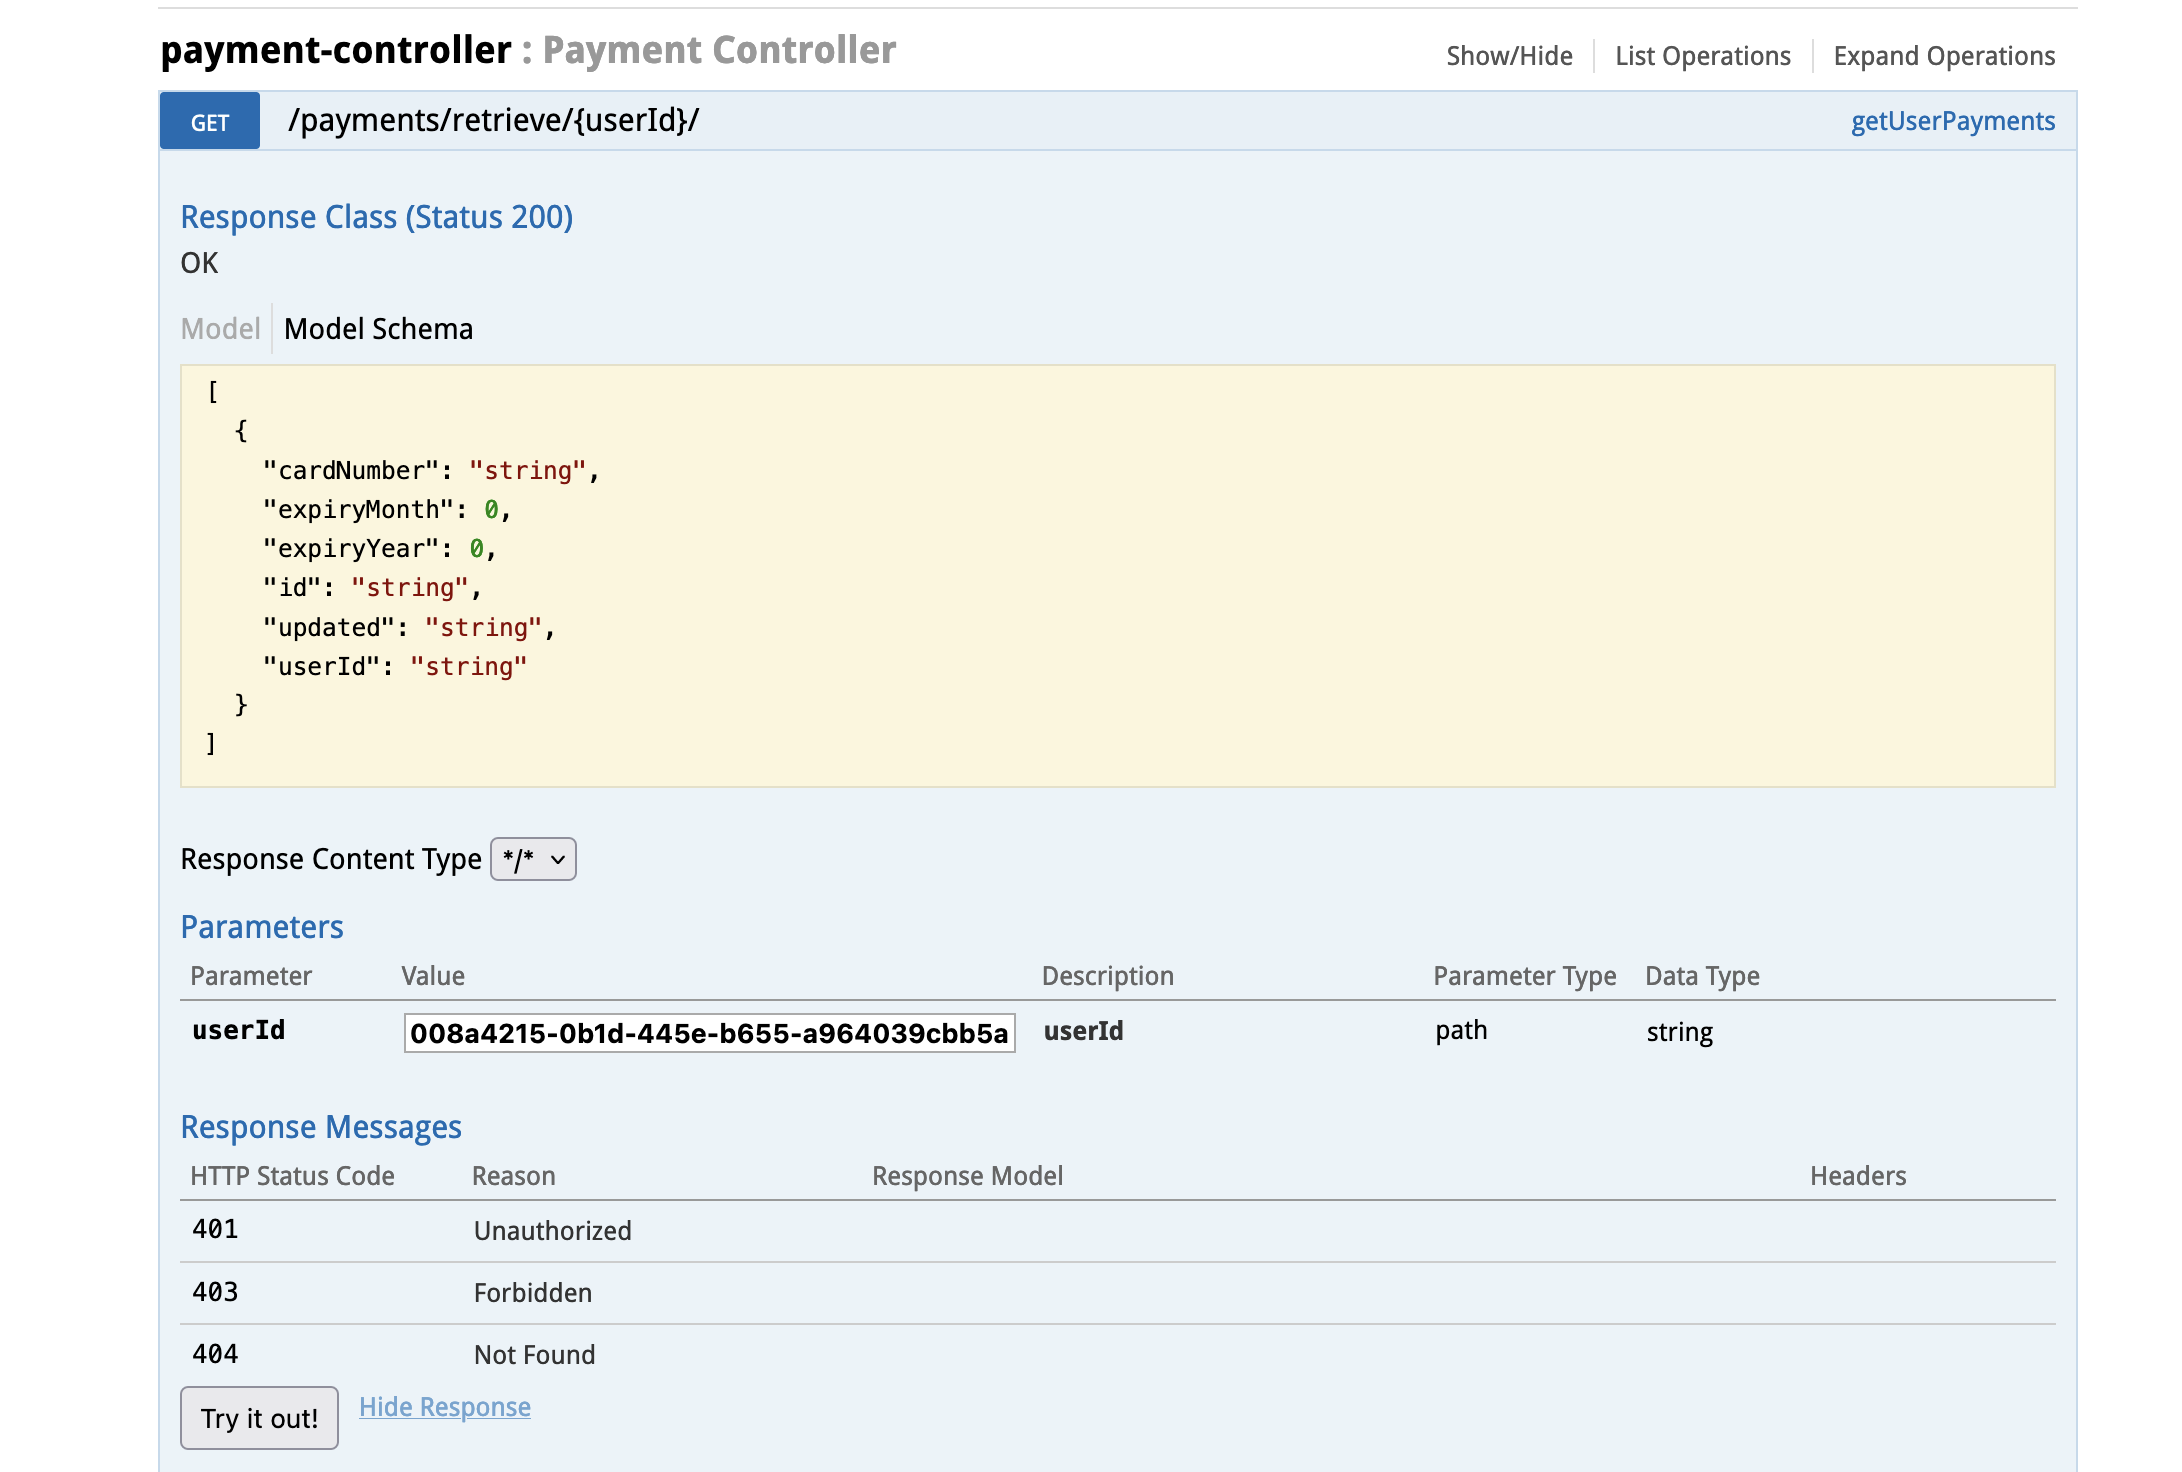 payment-controller : Payment Controller
Show/Hide List Operations Expand Operations
GET /payments/retrieve/{userId}/ getUserPayments
Response Class (Status 200)
OK
Model Model Schema
[
{
"cardNumber": "string",
"expiryMonth": 0,
"expiryYear": 0,
"id": "string",
"updated": "string",
"userId": "string"
}
]
Response Content Type */*
Parameters
Parameter Value Description Parameter Type Data Type
userId 008a4215-0b1d-445e-b655-a964039cbb5a userId path string
Response Messages
HTTP Status Code Reason Response Model Headers
401 Unauthorized
403 Forbidden
404 Not Found
Try it out! Hide Response